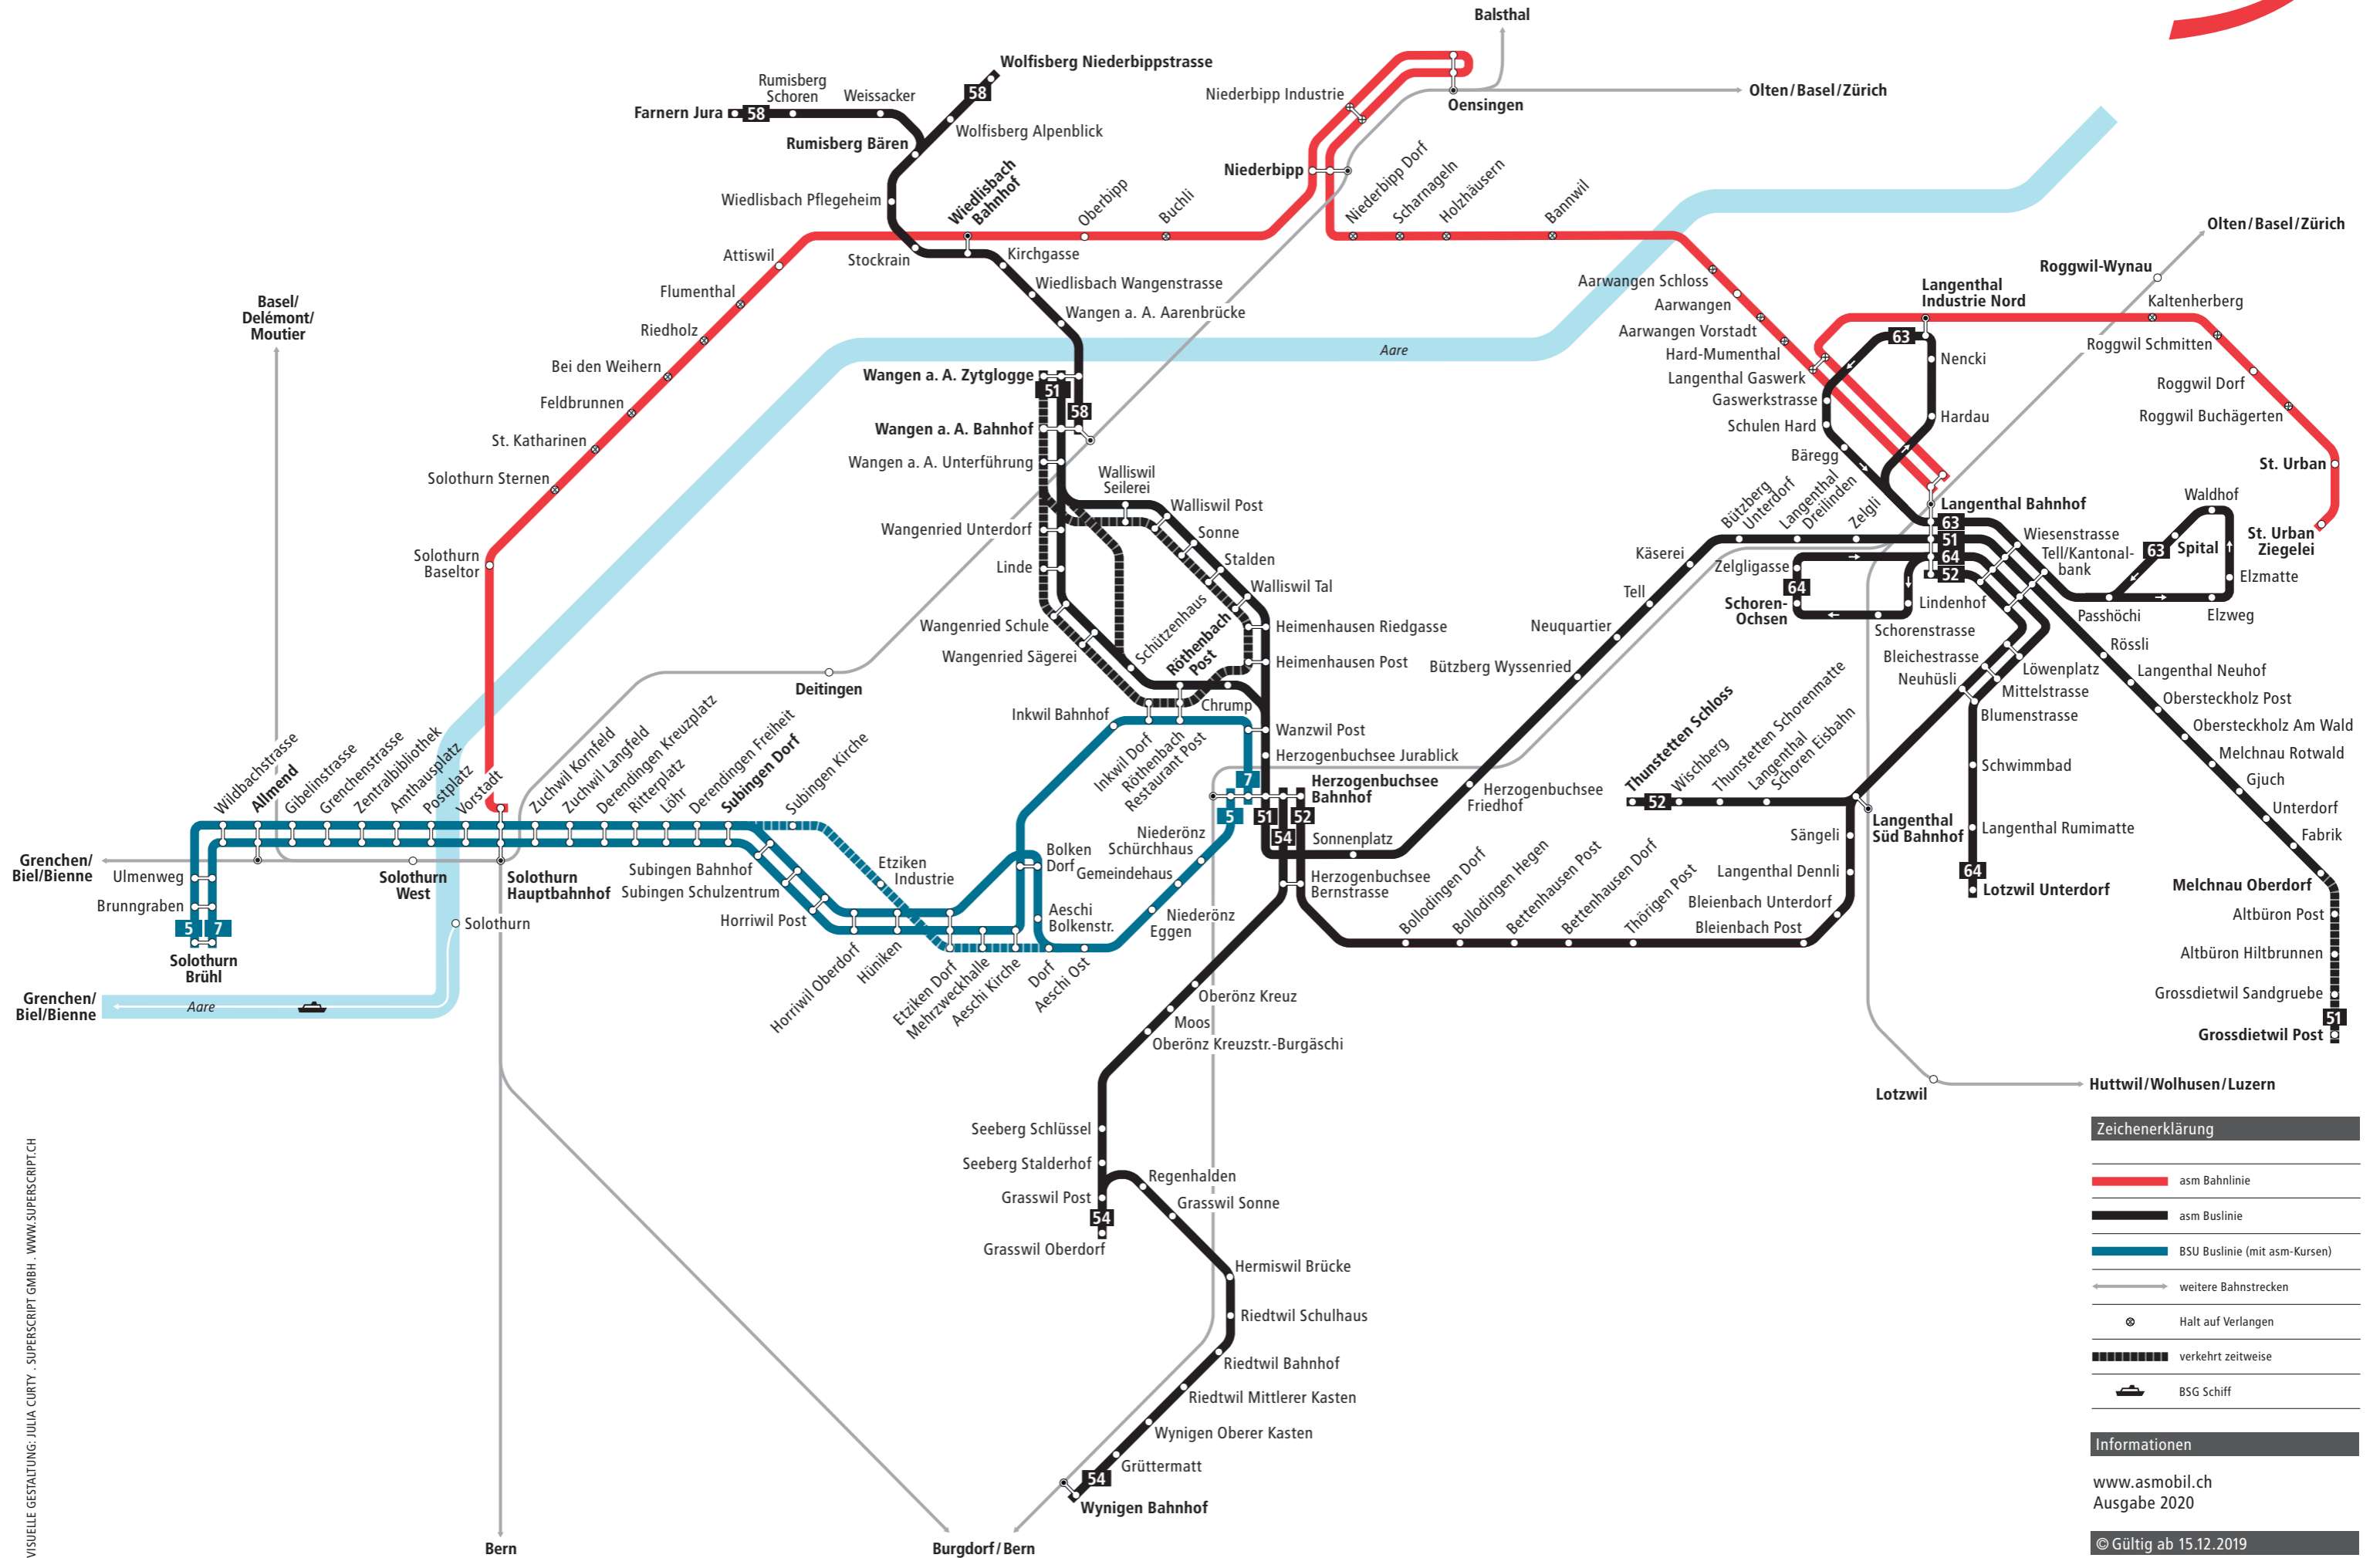 Balsthal
Wolfisberg Niederbippstrasse
58
Rumisberg
Schoren
Weissacker
Farnern Jura
58
Wolfisberg Alpenblick
Rumisberg Bären
Niederbipp Industrie
Oensingen
Olten/Basel/Zürich
Niederbipp
Wiedlisbach Pflegeheim
Wiedlisbach
Bahnhof
Oberbipp
Buchli
Niederbipp Dorf
Scharnageln
Holzhäusern
Bannwil
Attiswil
Stockrain
Kirchgasse
Flumenthal
Wiedlisbach Wangenstrasse
Riedholz
Wangen a. A. Aarenbrücke
Bei den Weihern
Feldbrunnen
St. Katharinen
Solothurn Sternen
Solothurn
Baseltor
Basel/
Delémont/
Moutier
Aare
Olten/Basel/Zürich
Roggwil-Wynau
Aarwangen Schloss
Aarwangen
Aarwangen Vorstadt
Hard-Mumenthal
Langenthal Gaswerk
Gaswerkstrasse
Schulen Hard
Bäregg
Langenthal
Industrie Nord
63
Nencki
Hardau
Kaltenherberg
Roggwil Schmitten
Roggwil Dorf
Roggwil Buchägerten
St. Urban
St. Urban
Ziegelei
Wangen a. A. Zytglogge
51
58
Wangen a. A. Bahnhof
Wangen a. A. Unterführung
Walliswil
Seilerei
Walliswil Post
Wangenried Unterdorf
Sonne
Linde
Stalden
Walliswil Tal
Wangenried Schule
Wangenried Sägerei
Schützenhaus
Röthenbach
Post
Heimenhausen Riedgasse
Heimenhausen Post
Chrump
Inkwil Bahnhof
Inkwil Dorf
Röthenbach
Restaurant Post
Wanzwil Post
Herzogenbuchsee Jurablick
7
Herzogenbuchsee
Bahnhof
5
51
54
52
Sonnenplatz
Herzogenbuchsee
Bernstrasse
Herzogenbuchsee
Friedhof
Bützberg Wyssenried
Neuquartier
Tell
Käserei
Bützberg
Unterdorf
Langenthal
Dreilinden
Zelgli
Langenthal Bahnhof
63
51
64
52
Zelgligasse
64
Schoren-
Ochsen
Lindenhof
Schorenstrasse
Wiesenstrasse
Tell/Kantonal-
bank
Waldhof
63
Spital
Elzmatte
Passhöchi
Elzweg
Bleichestrasse
Neuhüsli
Löwenplatz
Mittelstrasse
Blumenstrasse
Schwimmbad
Langenthal Rumimatte
64
Lotzwil Unterdorf
Rössli
Langenthal Neuhof
Obersteckholz Post
Obersteckholz Am Wald
Melchnau Rotwald
Gjuch
Unterdorf
Fabrik
Melchnau Oberdorf
Altbüron Post
Altbüron Hiltbrunnen
Grossdietwil Sandgruebe
51
Grossdietwil Post
Thunstetten Schloss
52
Wischberg
Thunstetten Schorenmatte
Langenthal
Schoren Eisbahn
Langenthal
Süd Bahnhof
Sängeli
Langenthal Dennli
Bleienbach Unterdorf
Bleienbach Post
Thörigen Post
Bettenhausen Dorf
Bettenhausen Post
Bollodingen Hegen
Bollodingen Dorf
Deitingen
Wildbachstrasse
Allmend
Gibelinstrasse
Grenchenstrasse
Zentralbibliothek
Amthausplatz
Postplatz
Vorstadt
Zuchwil Kornfeld
Zuchwil Langfeld
Derendingen Kreuzplatz
Ritterplatz
Löhr
Derendingen Freiheit
Subingen Dorf
Subingen Kirche
Grenchen/
Biel/Bienne
Ulmenweg
Brunngraben
5
7
Solothurn
Brühl
Solothurn
West
Solothurn
Hauptbahnhof
Solothurn
Grenchen/
Biel/Bienne
Aare
Subingen Bahnhof
Subingen Schulzentrum
Horriwil Post
Horriwil Oberdorf
Hüniken
Etziken
Industrie
Etziken Dorf
Mehrzweckhalle
Aeschi Kirche
Dorf
Aeschi Ost
Bolken
Dorf
Aeschi
Bolkenstr.
Niederönz
Schürchhaus
Gemeindehaus
Niederönz
Eggen
Oberönz Kreuz
Moos
Oberönz Kreuzstr.-Burgäschi
Seeberg Schlüssel
Seeberg Stalderhof
Grasswil Post
54
Grasswil Oberdorf
Regenhalden
Grasswil Sonne
Hermiswil Brücke
Riedtwil Schulhaus
Riedtwil Bahnhof
Riedtwil Mittlerer Kasten
Wynigen Oberer Kasten
Grüttermatt
54
Wynigen Bahnhof
Bern
Burgdorf/Bern
Lotzwil
Huttwil/Wolhusen/Luzern
Zeichenerklärung
asm Bahnlinie
asm Buslinie
BSU Buslinie (mit asm-Kursen)
weitere Bahnstrecken
Halt auf Verlangen
verkehrt zeitweise
BSG Schiff
Informationen
www.asmobil.ch
Ausgabe 2020
© Gültig ab 15.12.2019
VISUELLE GESTALTUNG: JULIA CURTY . SUPERSCRIPT GMBH . WWW.SUPERSCRIPT.CH